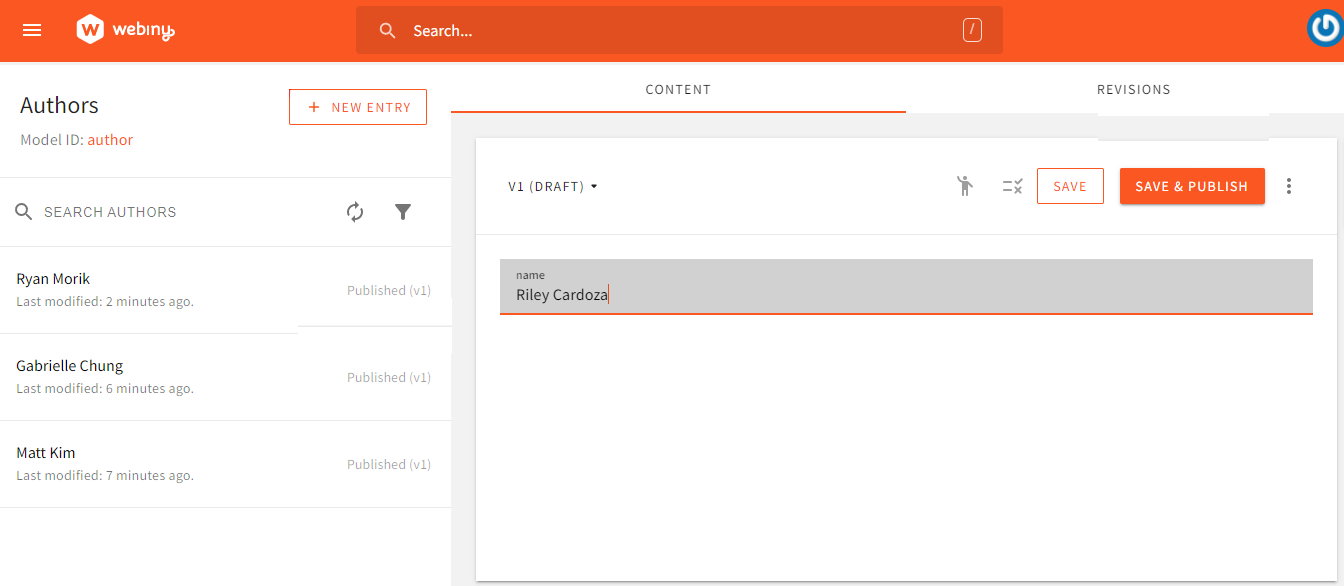 webiny
Search...
/
Authors
+ NEW ENTRY
Model ID: author
SEARCH AUTHORS
Ryan Morik
Last modified: 2 minutes ago.
Published (v1)
Gabrielle Chung
Last modified: 6 minutes ago.
Published (v1)
Matt Kim
Last modified: 7 minutes ago.
Published (v1)
CONTENT
REVISIONS
V1 (DRAFT)
SAVE
SAVE & PUBLISH
name
Riley Cardoza